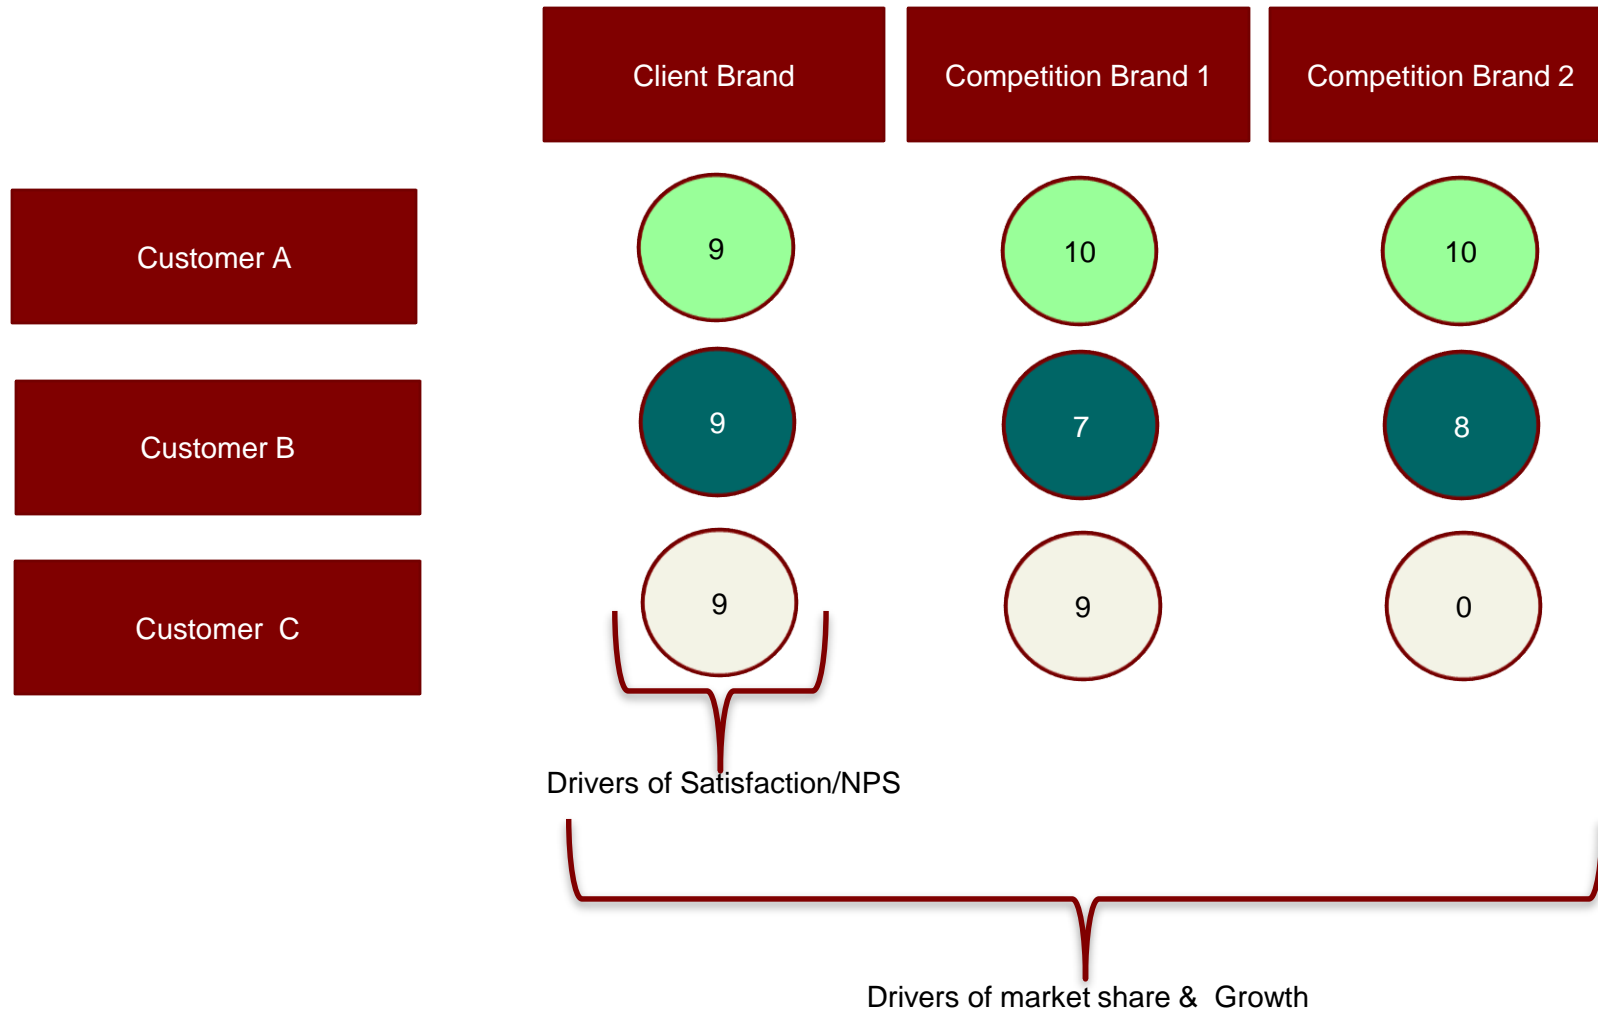 Client Brand
Competition Brand 1
Competition Brand 2
Customer A
9
10
10
Customer B
9
7
8
Customer  C
9
9
0
Drivers of Satisfaction/NPS
Drivers of market share &  Growth